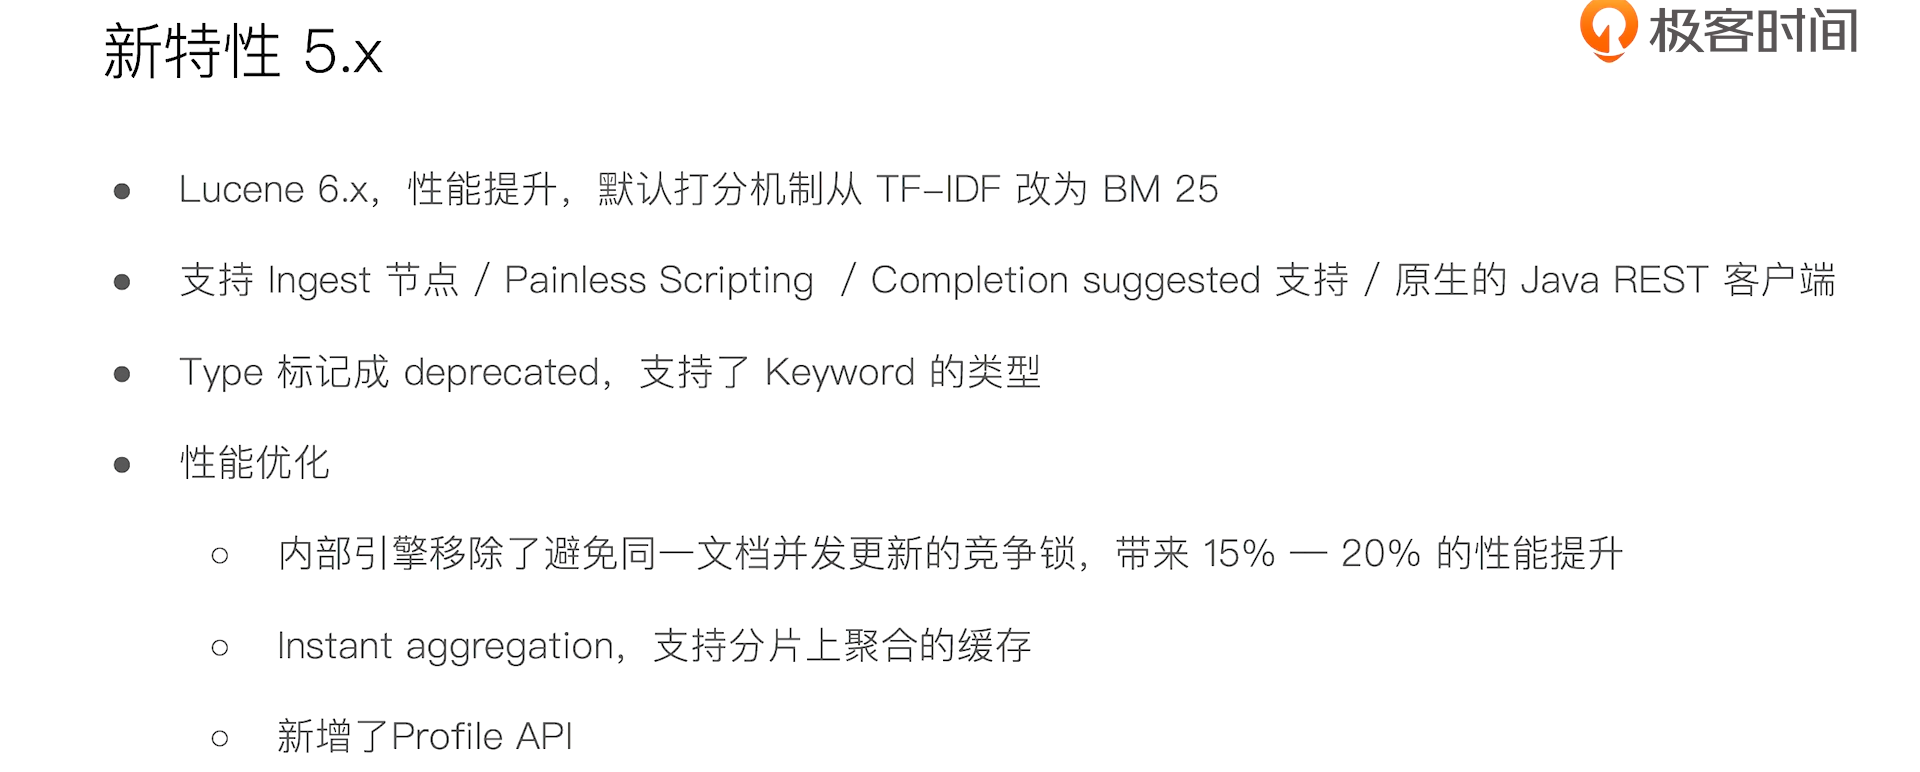 新特性 5.x
极客时间
Lucene 6.x，性能提升，默认打分机制从 TF-IDF 改为 BM 25
支持 Ingest 节点 / Painless Scripting / Completion suggested 支持 / 原生的 Java REST 客户端
Type 标记成 deprecated，支持了 Keyword 的类型
性能优化
内部引擎移除了避免同一文档并发更新的竞争锁，带来 15% — 20% 的性能提升
Instant aggregation，支持分片上聚合的缓存
新增了Profile API